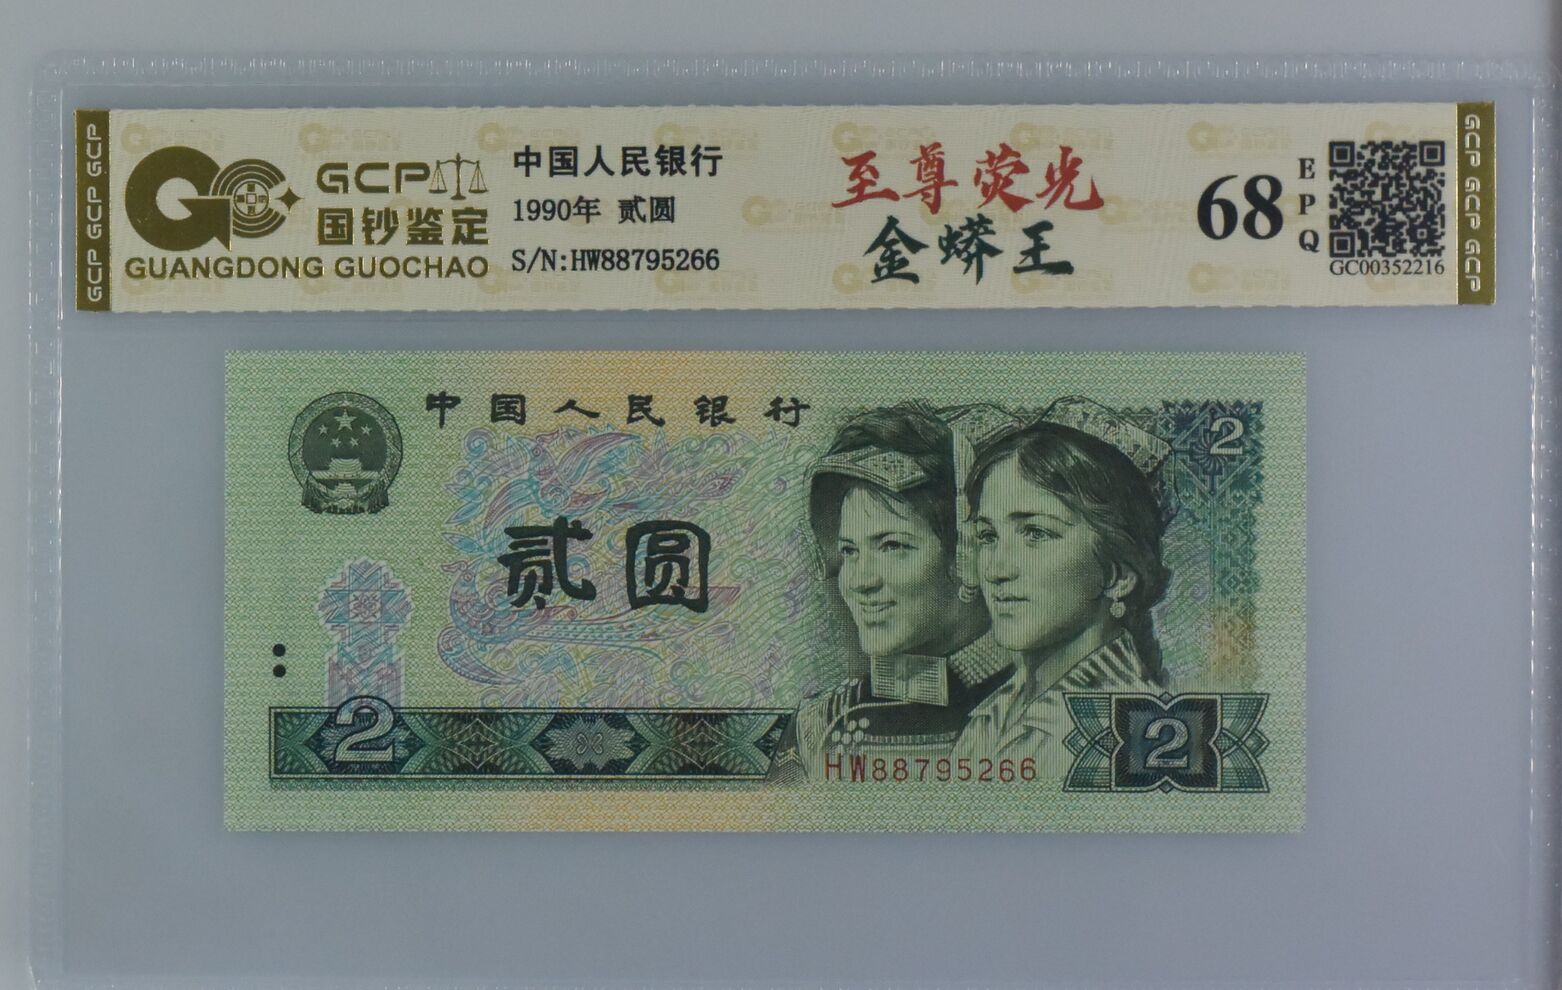 GCP GCP GCP
GCP
国钞鉴定
GUANGDONG GUOCHAO
中国人民银行
1990年 贰圆
S/N:HW88795266
至尊荧光
金蟒王
68
EPQ
GC00352216
GCP GCP GCP
中国人民银行
2
贰圆
2
2
HW88795266